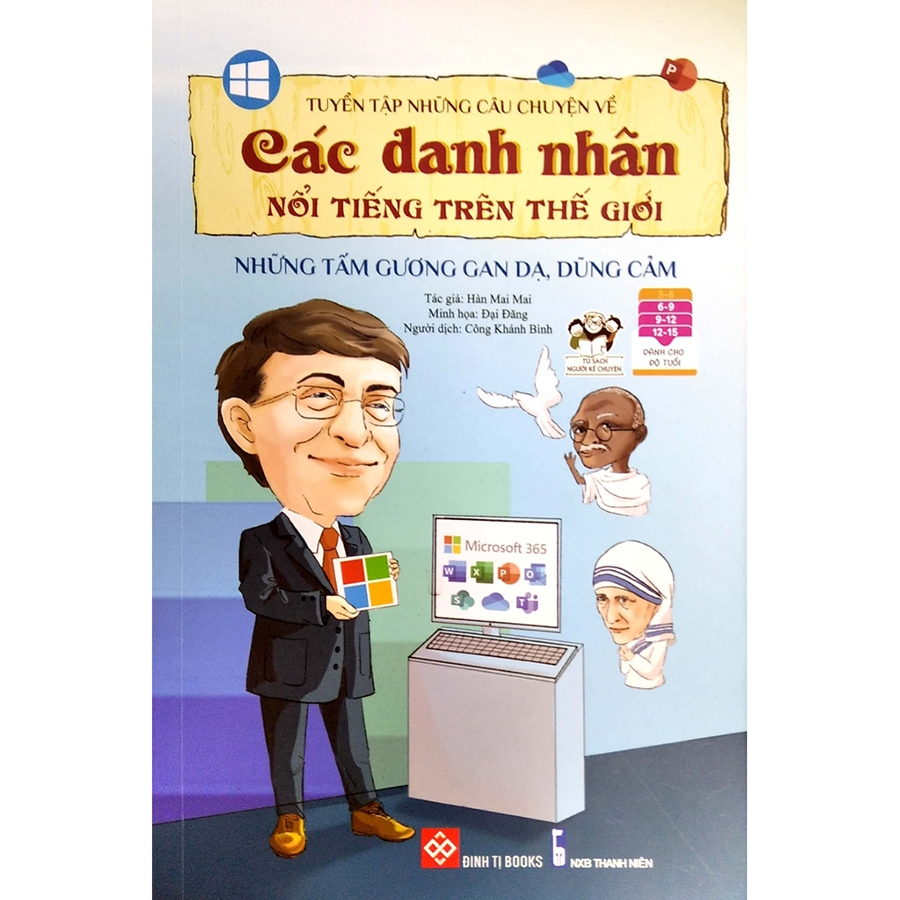 P
TUYỂN TẬP NHỮNG CÂU CHUYỆN VỀ
Các danh nhân
NỔI TIẾNG TRÊN THẾ GIỚI
NHỮNG TẤM GƯƠNG GAN DẠ, DŨNG CẢM
Tác giả: Hàn Mai Mai
Minh họa: Đại Đăng
Người dịch: Công Khánh Bình
TỦ SÁCH
NGƯỜI KỂ CHUYỆN
3-6
6-9
9-12
12-15
DÀNH CHO
ĐỘ TUỔI
Microsoft 365
W X P O
S T
ĐINH TỊ BOOKS
NXB THANH NIÊN